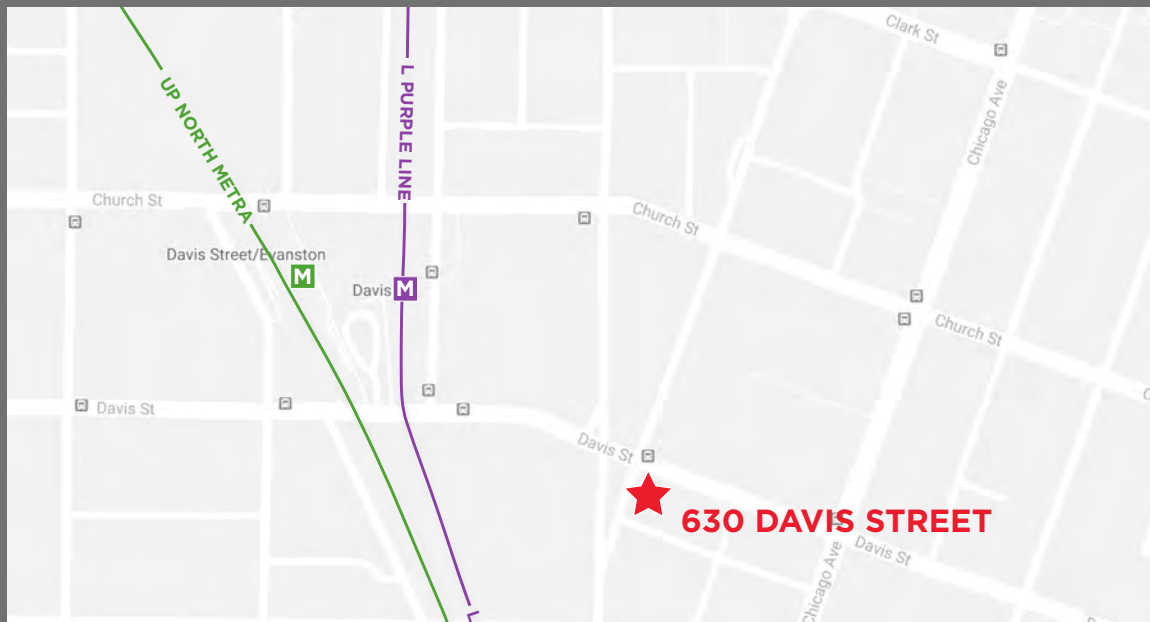 Clark St
L PURPLE LINE
UP NORTH METRA
Chicago Ave
Church St
Church St
Davis Street/Evanston
M
Davis
M
Church St
Davis St
Davis St
630 DAVIS STREET
Davis St
Chicago Ave
L